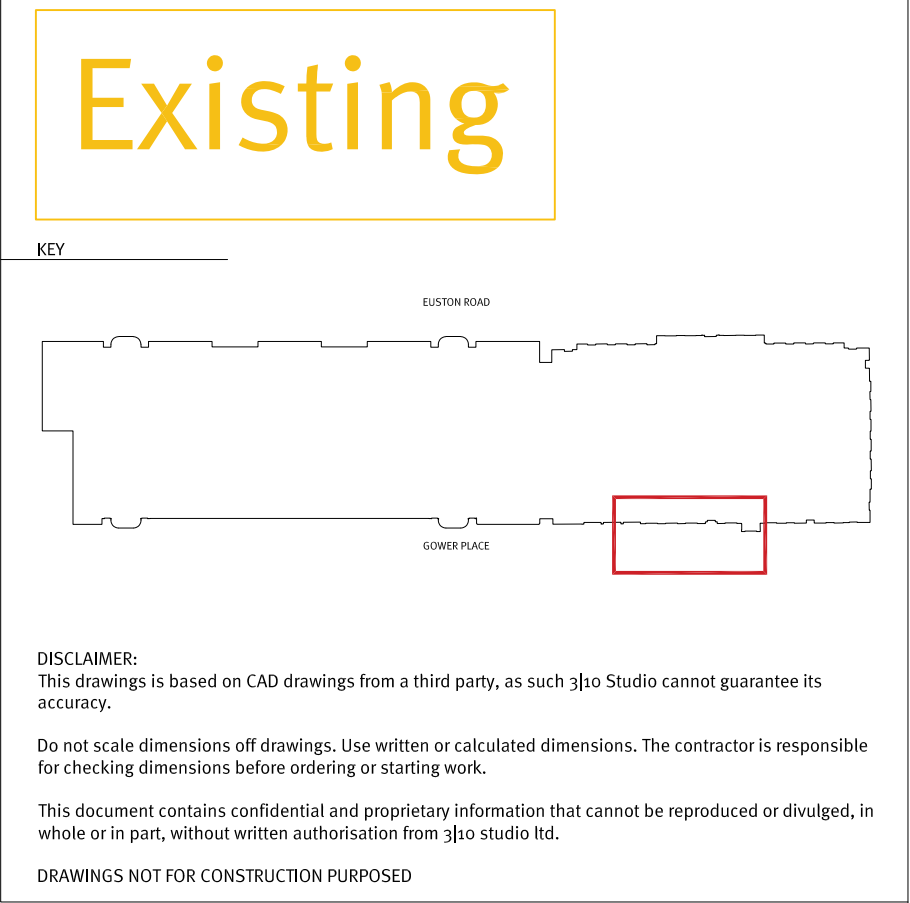 Existing
KEY
EUSTON ROAD
GOWER PLACE
DISCLAIMER:
This drawings is based on CAD drawings from a third party, as such 3|10 Studio cannot guarantee its
accuracy.
Do not scale dimensions off drawings. Use written or calculated dimensions. The contractor is responsible
for checking dimensions before ordering or starting work.
This document contains confidential and proprietary information that cannot be reproduced or divulged, in
whole or in part, without written authorisation from 3|10 studio ltd.
DRAWINGS NOT FOR CONSTRUCTION PURPOSED